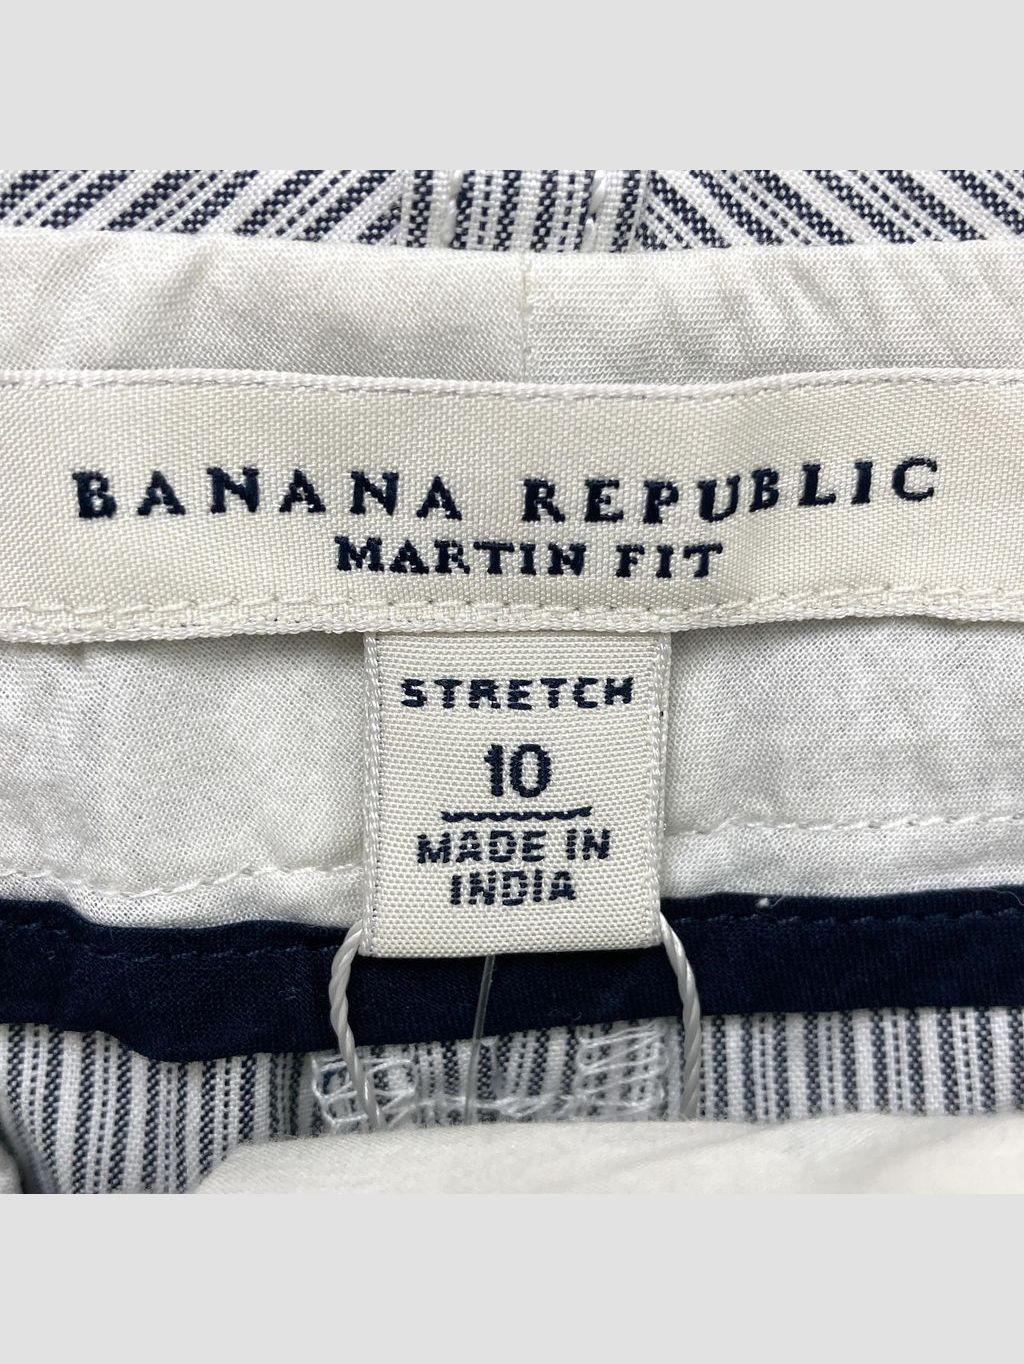 BANANA REPUBLIC
MARTIN FIT
STRETCH
10
MADE IN
INDIA